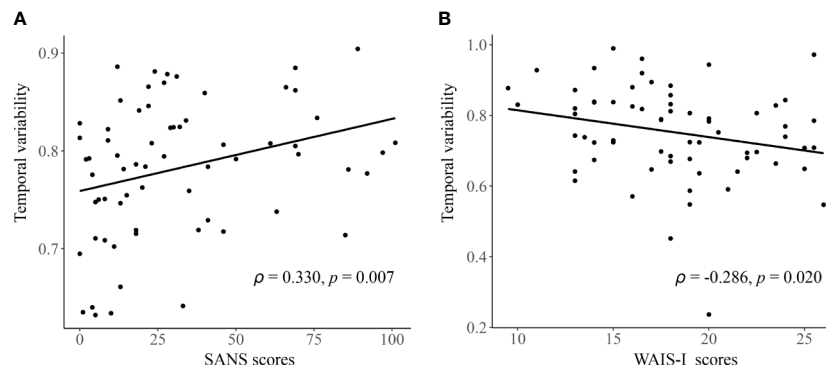 A
0.9
0.8
0.7
Temporal variability
0 25 50 75 100
SANS scores
ρ = 0.330, p = 0.007
B
1.0
0.8
0.6
0.4
0.2
Temporal variability
10 15 20 25
WAIS-I scores
ρ = -0.286, p = 0.020